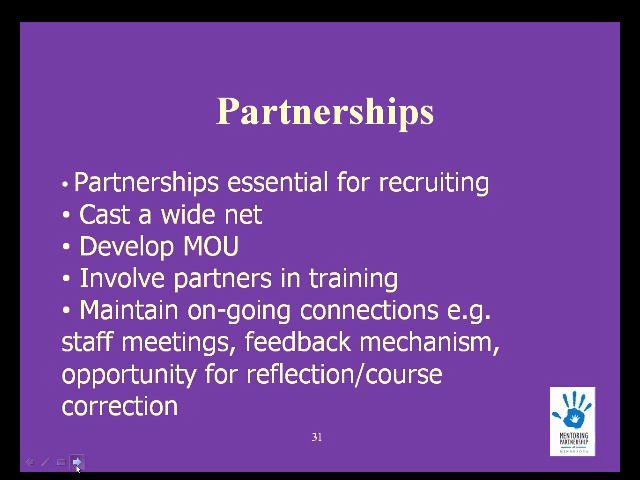 Partnerships
• Partnerships essential for recruiting
• Cast a wide net
• Develop MOU
• Involve partners in training
• Maintain on-going connections e.g.
staff meetings, feedback mechanism,
opportunity for reflection/course
correction
31
MENTORING
PARTNERSHIP
MINNESOTA